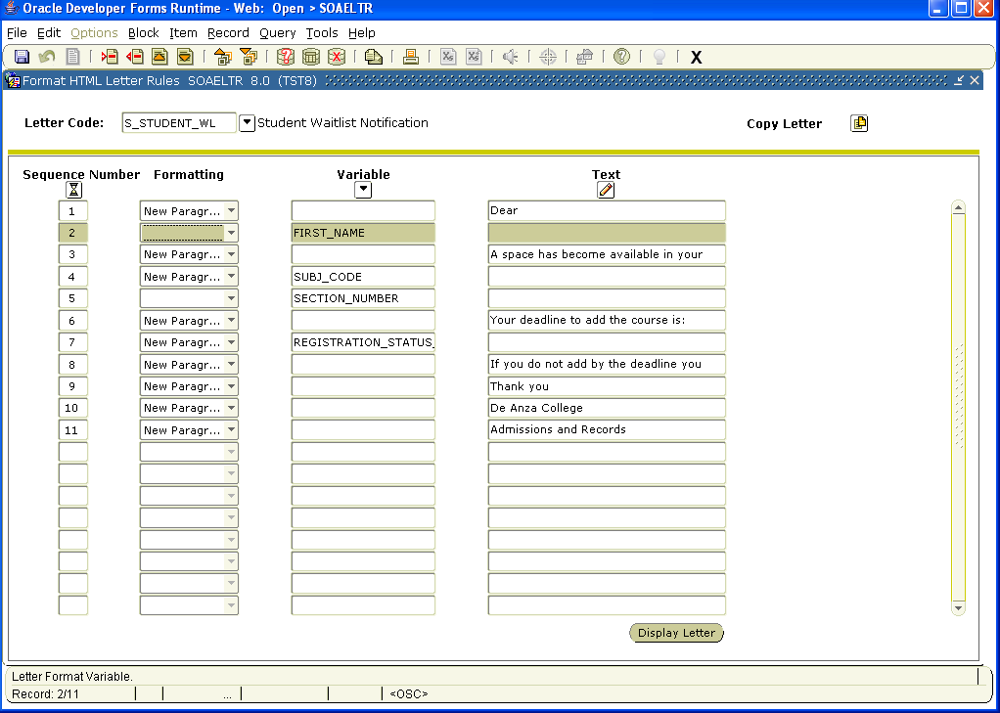 Oracle Developer Forms Runtime - Web: Open > SOAELTR
File Edit Options Block Item Record Query Tools Help
X
Format HTML Letter Rules SOAELTR 8.0 (TST8)
Letter Code: S_STUDENT_WL Student Waitlist Notification Copy Letter
Sequence Number Formatting Variable Text
1 New Paragr... Dear
2 FIRST_NAME
3 New Paragr... A space has become available in your
4 New Paragr... SUBJ_CODE
5 SECTION_NUMBER
6 New Paragr... Your deadline to add the course is:
7 New Paragr... REGISTRATION_STATUS_
8 New Paragr... If you do not add by the deadline you
9 New Paragr... Thank you
10 New Paragr... De Anza College
11 New Paragr... Admissions and Records
Display Letter
Letter Format Variable.
Record: 2/11 ... <OSC>